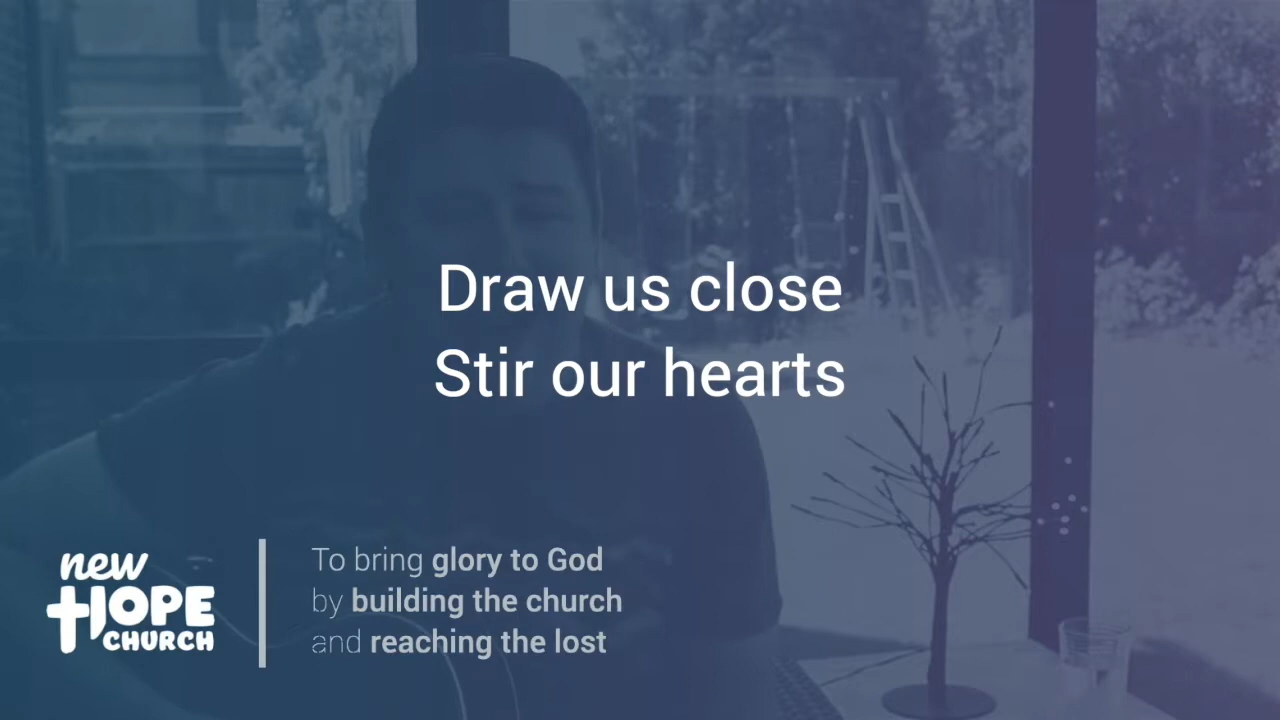 Draw us close
Stir our hearts
new
HOPE
CHURCH
To bring glory to God
by building the church
and reaching the lost